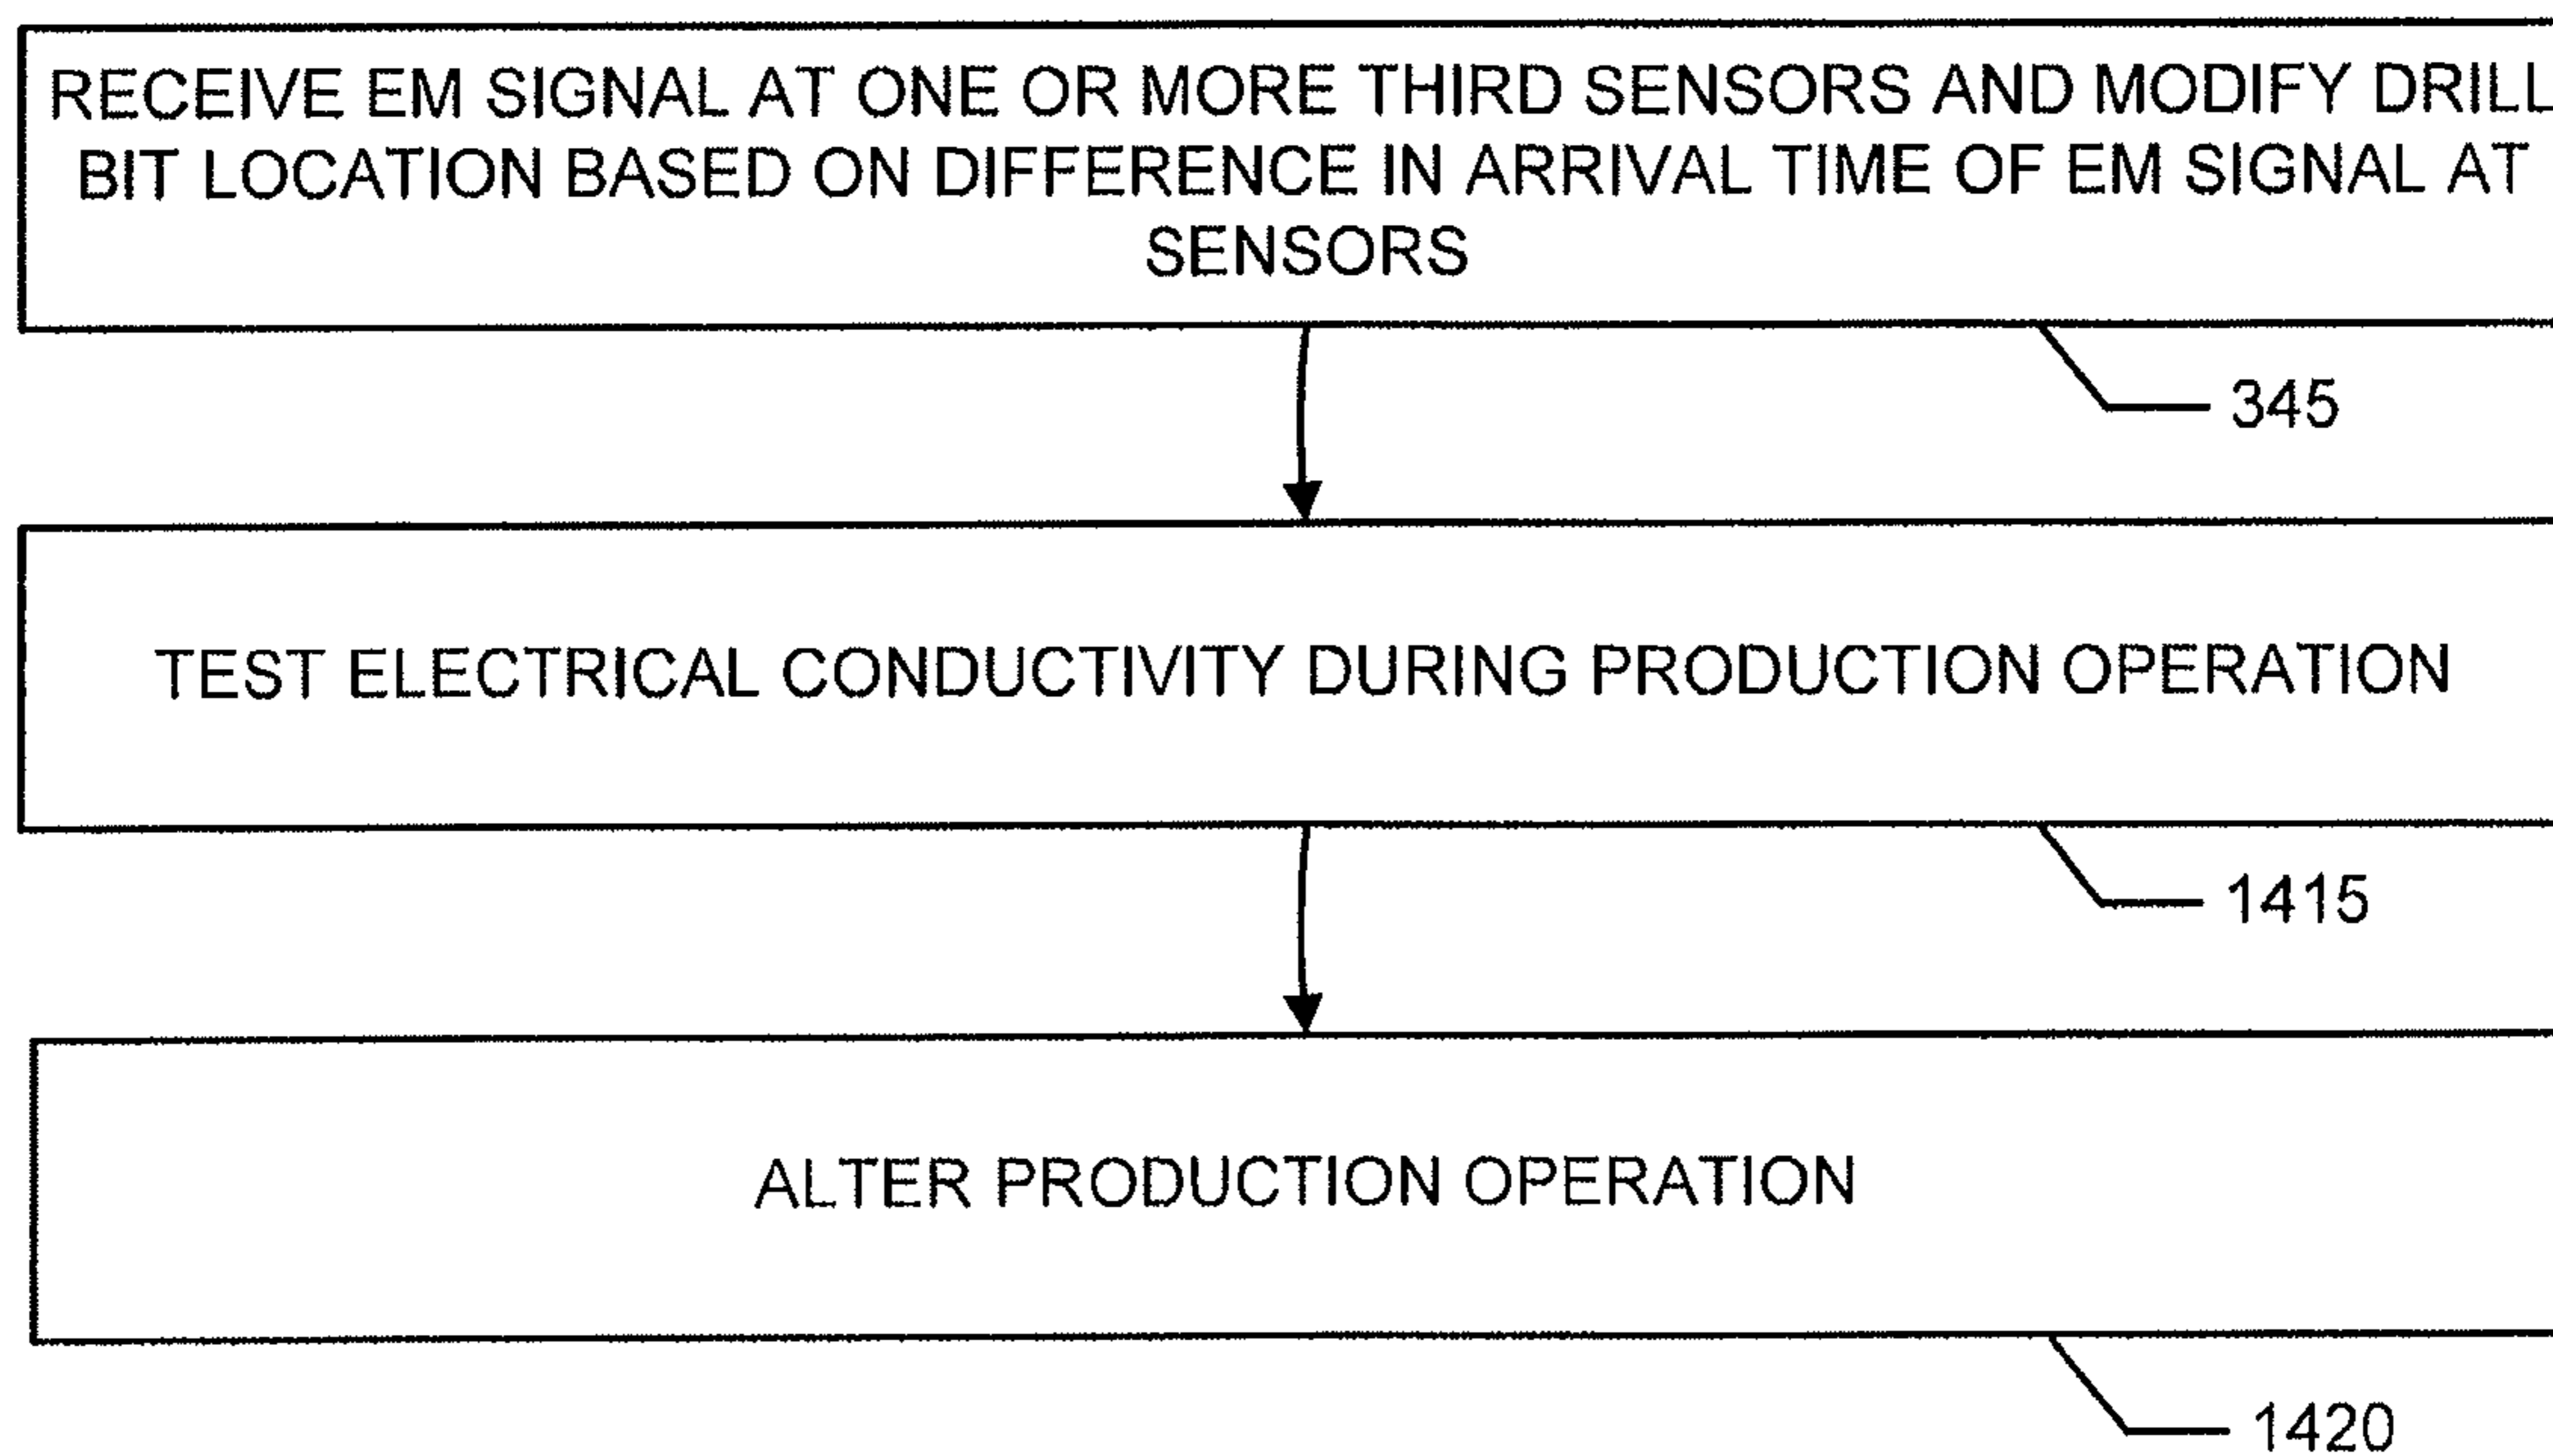 RECEIVE EM SIGNAL AT ONE OR MORE THIRD SENSORS AND MODIFY DRILL
BIT LOCATION BASED ON DIFFERENCE IN ARRIVAL TIME OF EM SIGNAL AT
SENSORS
345
TEST ELECTRICAL CONDUCTIVITY DURING PRODUCTION OPERATION
1415
ALTER PRODUCTION OPERATION
1420